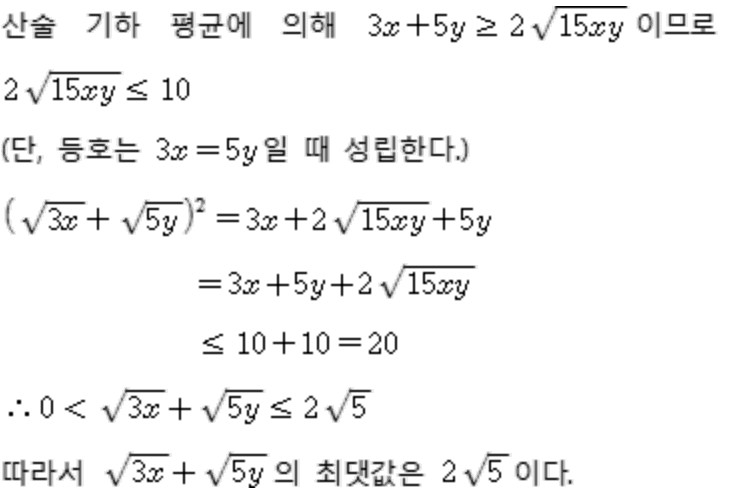 산술 기하 평균에 의해 3x+5y ≥ 2√(15xy) 이므로
2√(15xy) ≤ 10
(단, 등호는 3x=5y일 때 성립한다.)
(√(3x)+√(5y))² =3x+2√(15xy)+5y
=3x+5y+2√(15xy)
≤ 10+10=20
∴ 0 < √(3x)+√(5y) ≤ 2√5
따라서 √(3x)+√(5y)의 최댓값은 2√5이다.